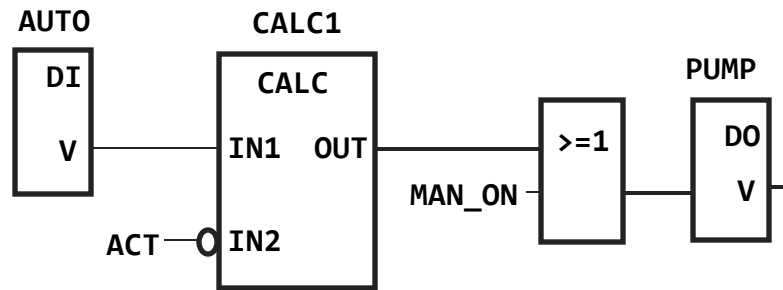 AUTO
CALC1
PUMP
DI
CALC
DO
V
IN1
OUT
>=1
V
MAN_ON
ACT
IN2